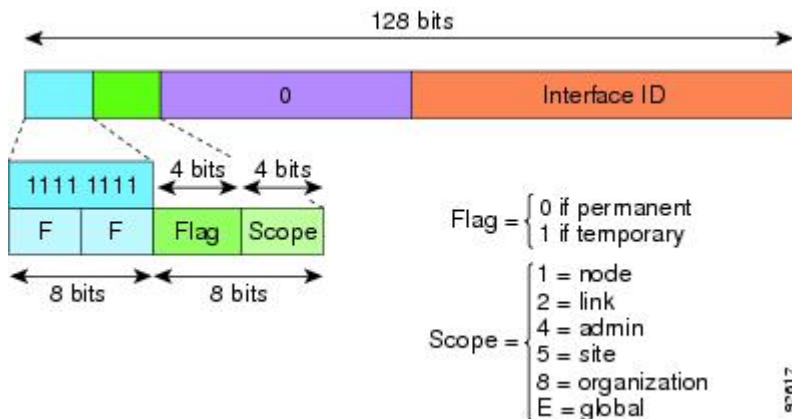 128 bits
0 Interface ID
4 bits 4 bits
1111 1111
F F Flag Scope
8 bits 8 bits
Flag = { 0 if permanent
1 if temporary
Scope = { 1 = node
2 = link
4 = admin
5 = site
8 = organization
E = global